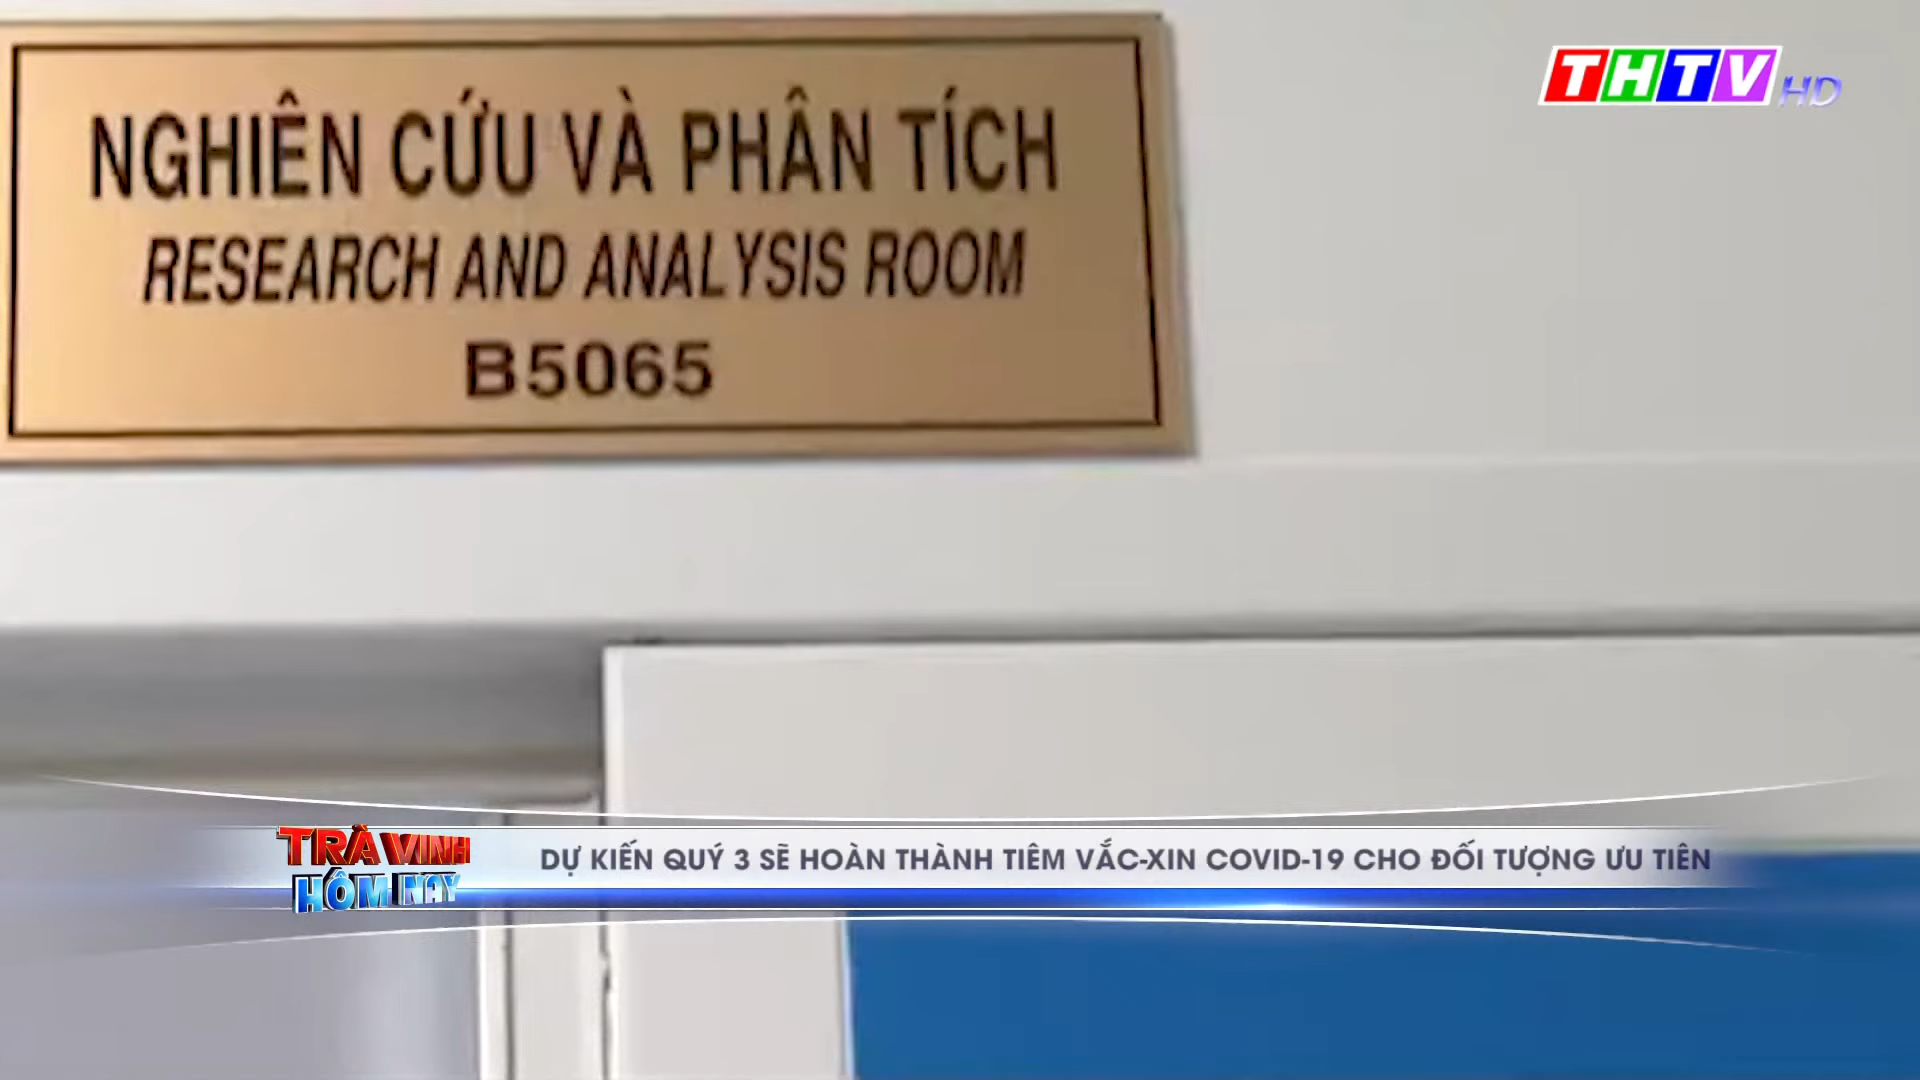 THTV HD
NGHIÊN CỨU VÀ PHÂN TÍCH
RESEARCH AND ANALYSIS ROOM
B5065
TRÀ VINH
HÔM NAY
DỰ KIẾN QUÝ 3 SẼ HOÀN THÀNH TIÊM VẮC-XIN COVID-19 CHO ĐỐI TƯỢNG ƯU TIÊN